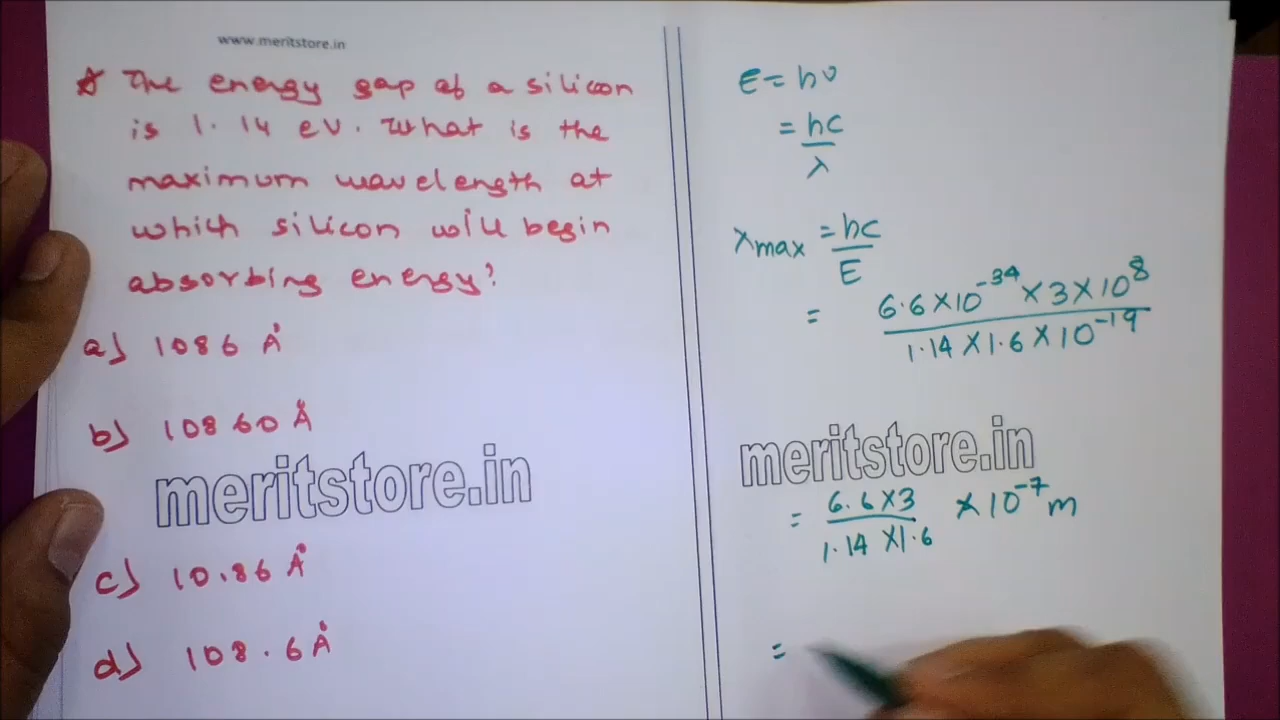 www.meritstore.in
☆ The energy gap of a silicon
is 1.14 eV. What is the
maximum wavelength at
which silicon will begin
absorbing energy?
a) 1086 Å
b) 10860 Å
meritstore.in
c) 10.86 Å
d) 108.6 Å
E = hυ
= hc
λ
λmax = hc
E
= 6.6 × 10⁻³⁴ × 3 × 10⁸
1.14 × 1.6 × 10⁻¹⁹
meritstore.in
= 6.6 × 3 × 10⁻⁷ m
1.14 × 1.6
=